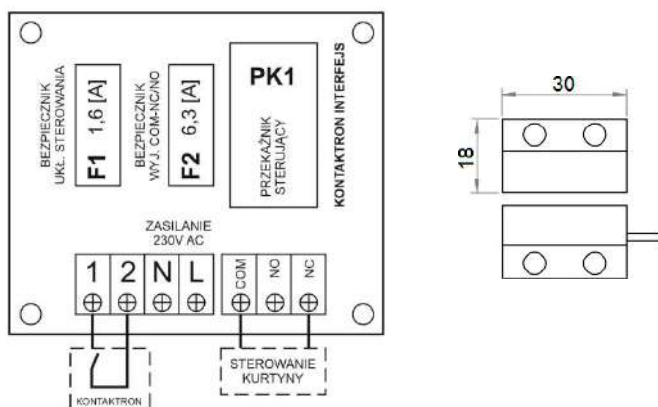 BEZPIECZNIK
UKŁ. STEROWANIA
F1 1,6 [A]
BEZPIECZNIK
WYJ. COM-NC/NO
F2 6,3 [A]
PK1
PRZEKAŹNIK
STERUJĄCY
KONTAKTRON INTERFEJS
ZASILANIE
230V AC
1 2 N L COM NO NC
KONTAKTRON
STEROWANIE
KURTYNY
30
18